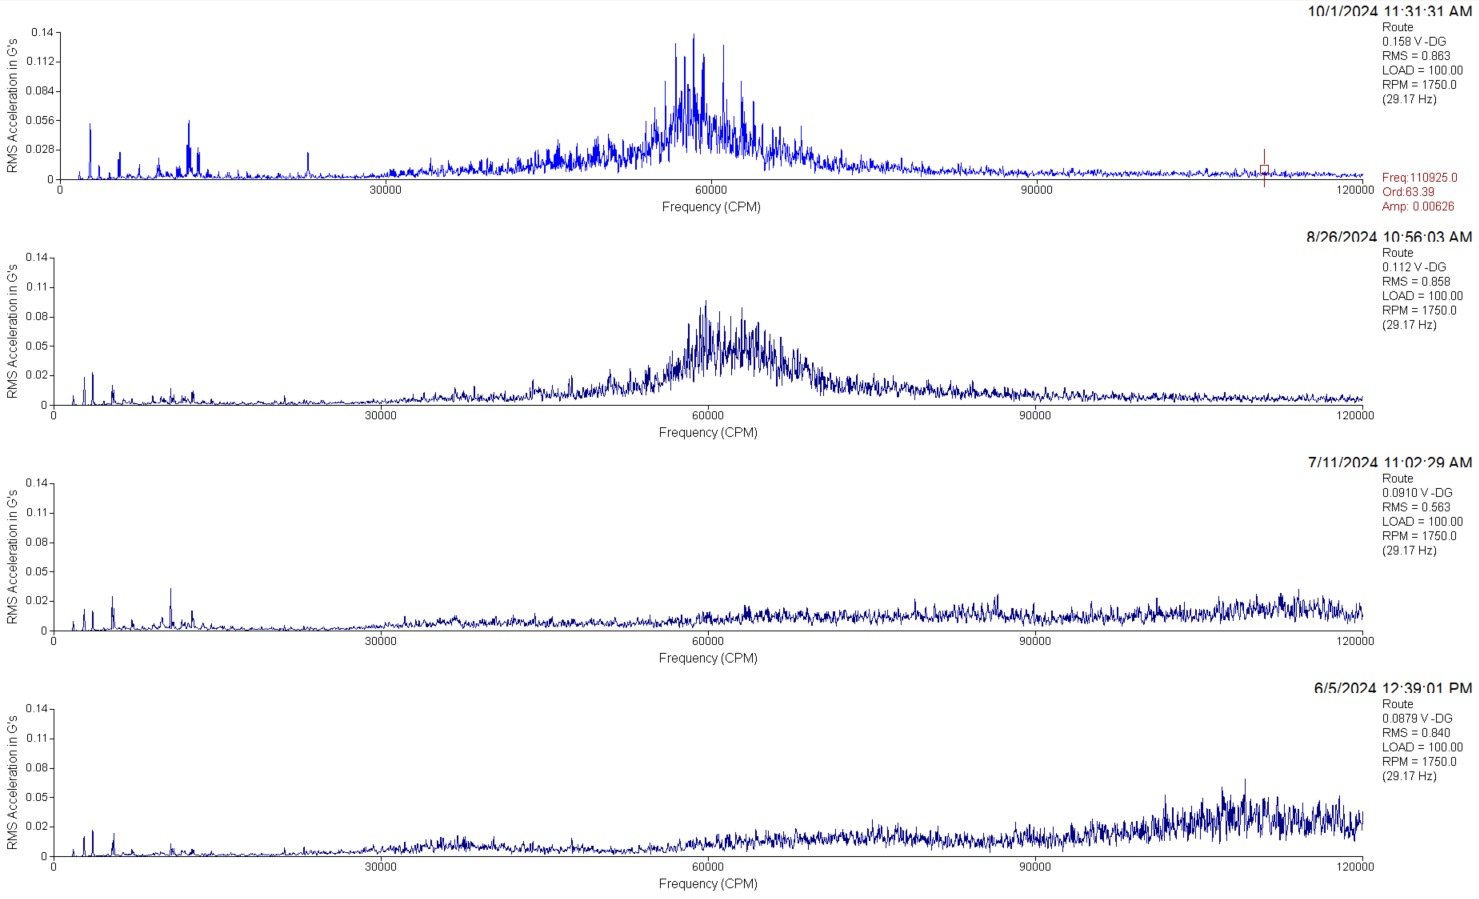 10/1/2024 11:31:31 AM
Route
0.158 V-DG
RMS = 0.863
LOAD = 100.00
RPM = 1750.0
(29.17 Hz)
RMS Acceleration in G's
0.14
0.112
0.084
0.056
0.028
0
0 30000 60000 90000 120000
Frequency (CPM)
Freq:110925.0
Ord:63.39
Amp: 0.00626
8/26/2024 10:56:03 AM
Route
0.112 V-DG
RMS = 0.858
LOAD = 100.00
RPM = 1750.0
(29.17 Hz)
RMS Acceleration in G's
0.14
0.11
0.08
0.05
0.02
0
0 30000 60000 90000 120000
Frequency (CPM)
7/11/2024 11:02:29 AM
Route
0.0910 V-DG
RMS = 0.563
LOAD = 100.00
RPM = 1750.0
(29.17 Hz)
RMS Acceleration in G's
0.14
0.11
0.08
0.05
0.02
0
0 30000 60000 90000 120000
Frequency (CPM)
6/5/2024 12:39:01 PM
Route
0.0879 V-DG
RMS = 0.840
LOAD = 100.00
RPM = 1750.0
(29.17 Hz)
RMS Acceleration in G's
0.14
0.11
0.08
0.05
0.02
0
0 30000 60000 90000 120000
Frequency (CPM)